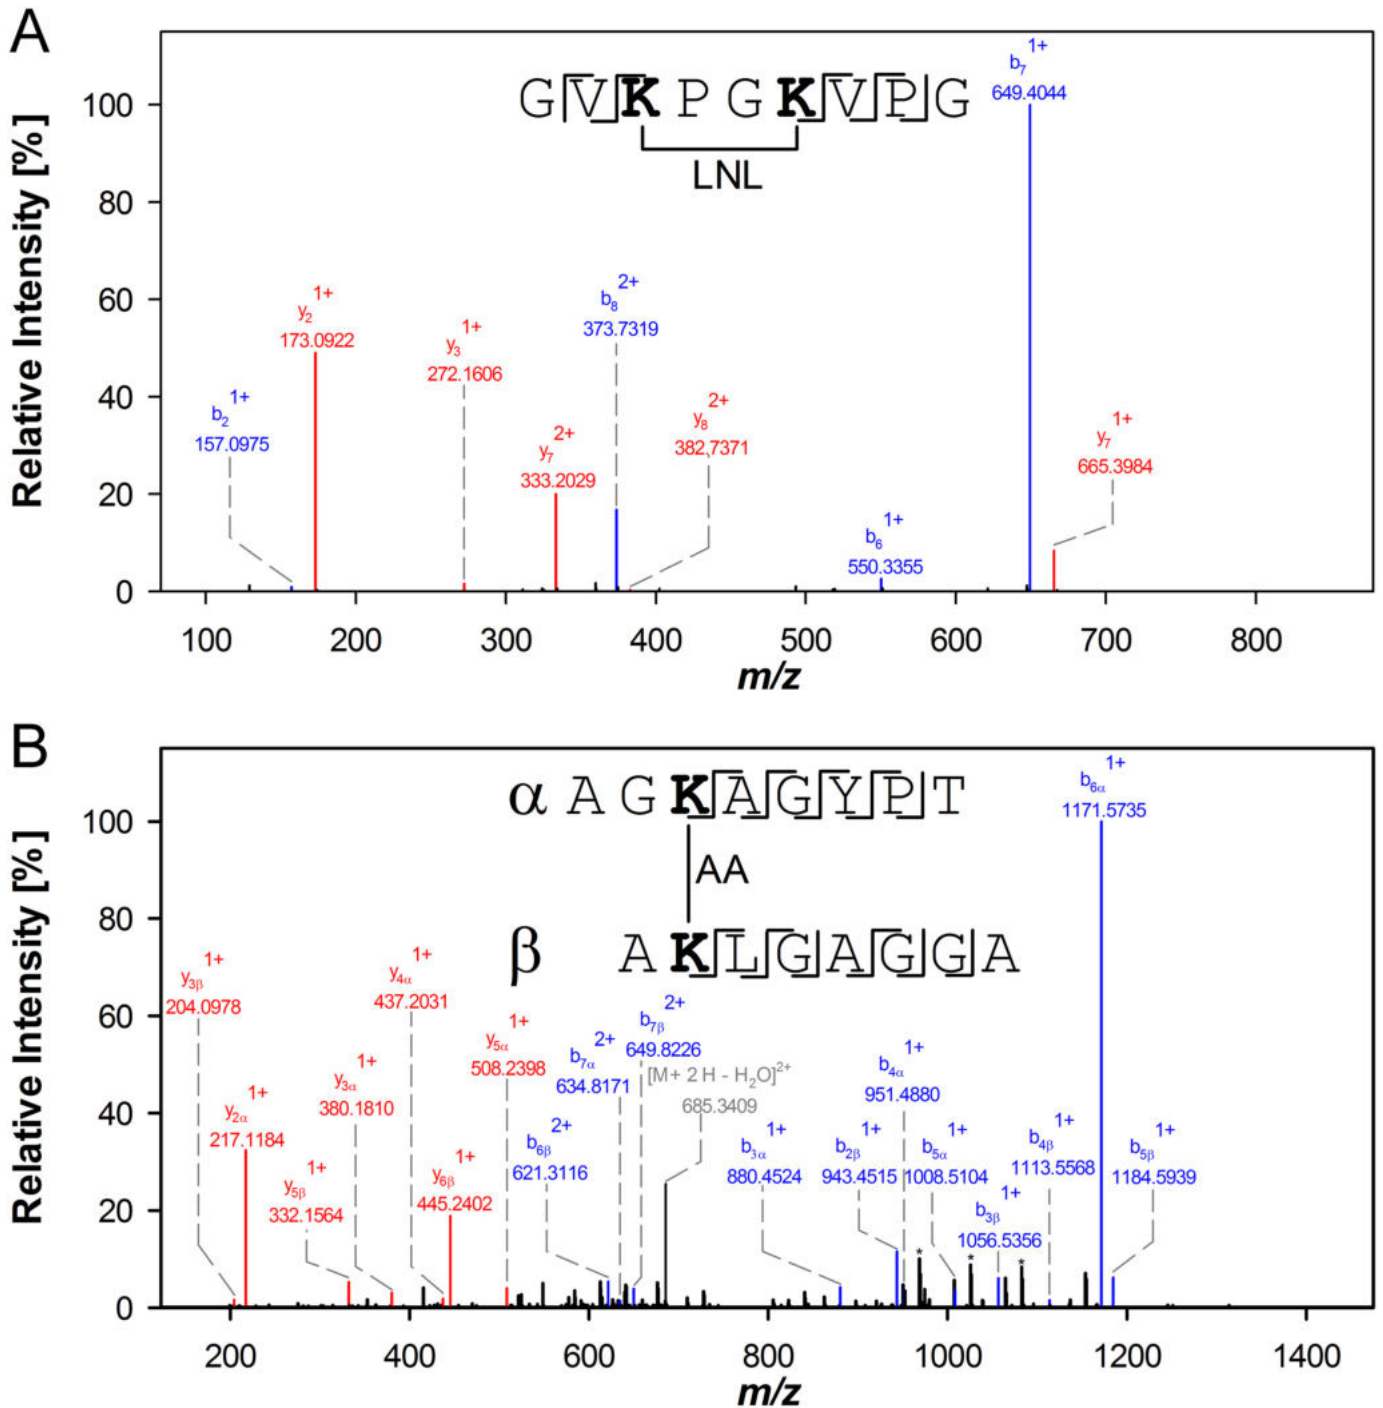 A
Relative Intensity [%]
100
80
60
40
20
0
G V K P G K V P G
LNL
b7 1+
649.4044
y2 1+
173.0922
y3 1+
272.1606
b8 2+
373.7319
b2 1+
157.0975
y7 2+
333.2029
y8 2+
382.7371
y7 1+
665.3984
b6 1+
550.3355
100 200 300 400 500 600 700 800
m/z
B
Relative Intensity [%]
100
80
60
40
20
0
α A G K A G Y P T
AA
β A K L G A G G A
b6α 1+
1171.5735
y3β 1+
204.0978
y4α 1+
437.2031
y5α 1+
508.2398
b7α 2+
634.8171
b7β 2+
649.8226
[M+ 2 H - H2O]2+
685.3409
b4α 1+
951.4880
y2α 1+
217.1184
y3α 1+
380.1810
y5β 1+
332.1564
y6β 1+
445.2402
b6β 2+
621.3116
b3α 1+
880.4524
b2β 1+
943.4515
b5α 1+
1008.5104
b3β 1+
1056.5356
b4β 1+
1113.5568
b5β 1+
1184.5939
* * *
200 400 600 800 1000 1200 1400
m/z